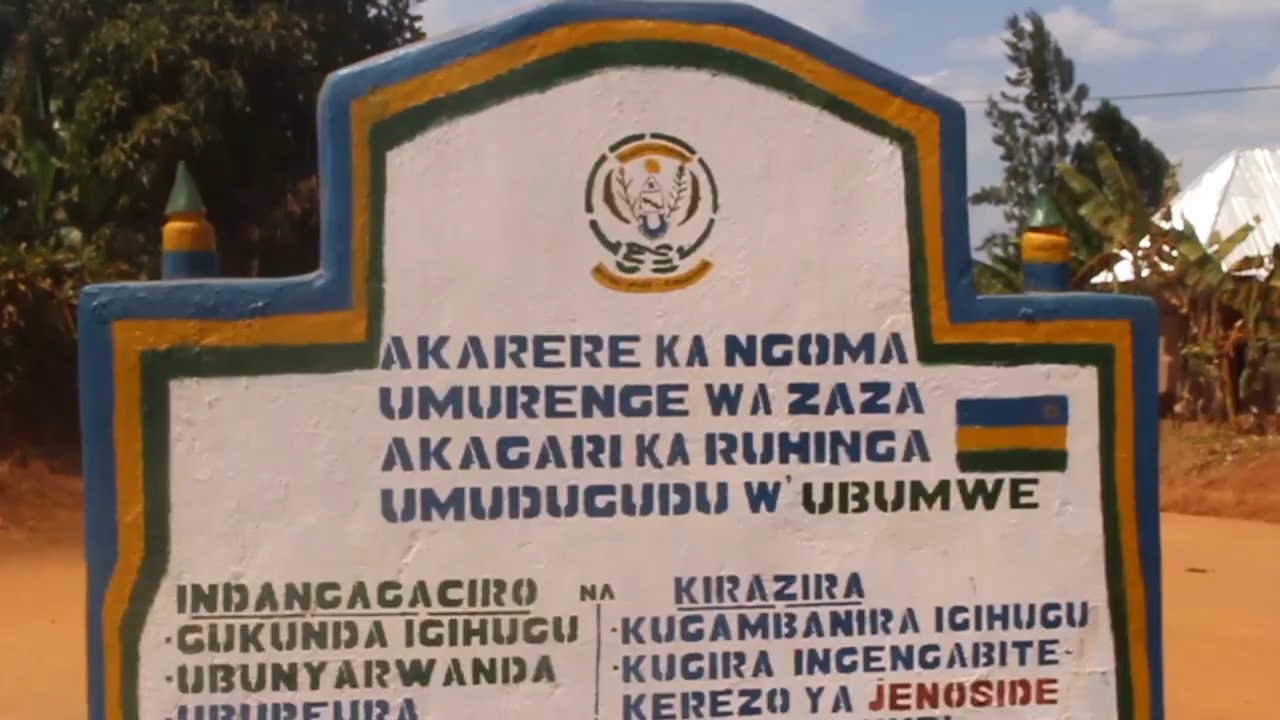 AKARERE KA NGOMA
UMURENGE WA ZAZA
AKAGARI KA RUHINGA
UMUDUGUDU W'UBUMWE
INDANGAGACIRO NA KIRAZIRA
·GUKUNDA IGIHUGU
·UBUNYARWANDA
·KUGAMBANIRA IGIHUGU
·KUGIRA INGENGABITE-
KEREZO YA JENOSIDE